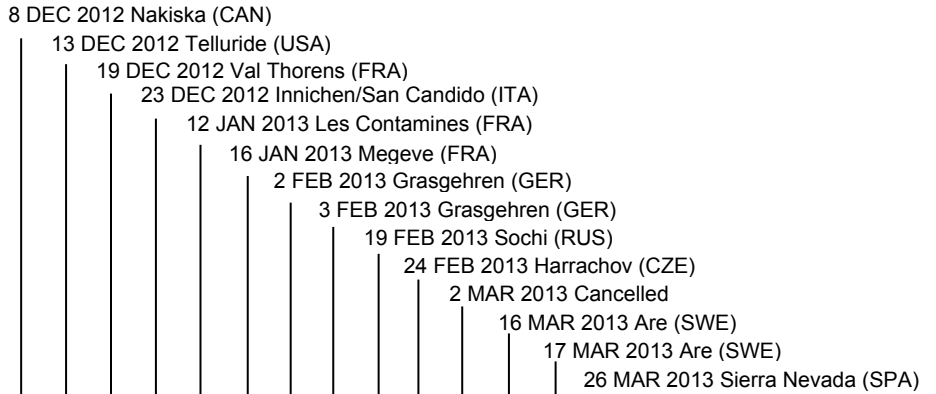 8 DEC 2012 Nakiska (CAN)
13 DEC 2012 Telluride (USA)
19 DEC 2012 Val Thorens (FRA)
23 DEC 2012 Innichen/San Candido (ITA)
12 JAN 2013 Les Contamines (FRA)
16 JAN 2013 Megeve (FRA)
2 FEB 2013 Grasgehren (GER)
3 FEB 2013 Grasgehren (GER)
19 FEB 2013 Sochi (RUS)
24 FEB 2013 Harrachov (CZE)
2 MAR 2013 Cancelled
16 MAR 2013 Are (SWE)
17 MAR 2013 Are (SWE)
26 MAR 2013 Sierra Nevada (SPA)